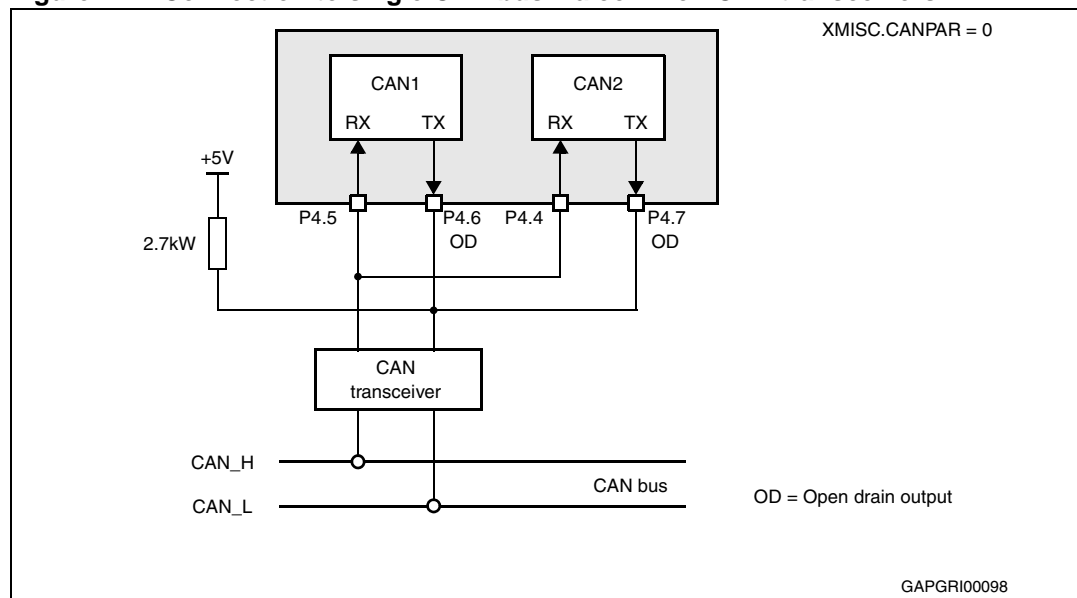 XMISC.CANPAR = 0
CAN1
CAN2
RX TX
RX TX
+5V
P4.5
P4.6
P4.4
P4.7
OD
OD
2.7kW
CAN
transceiver
CAN_H
CAN bus
CAN_L
OD = Open drain output
GAPGRI00098